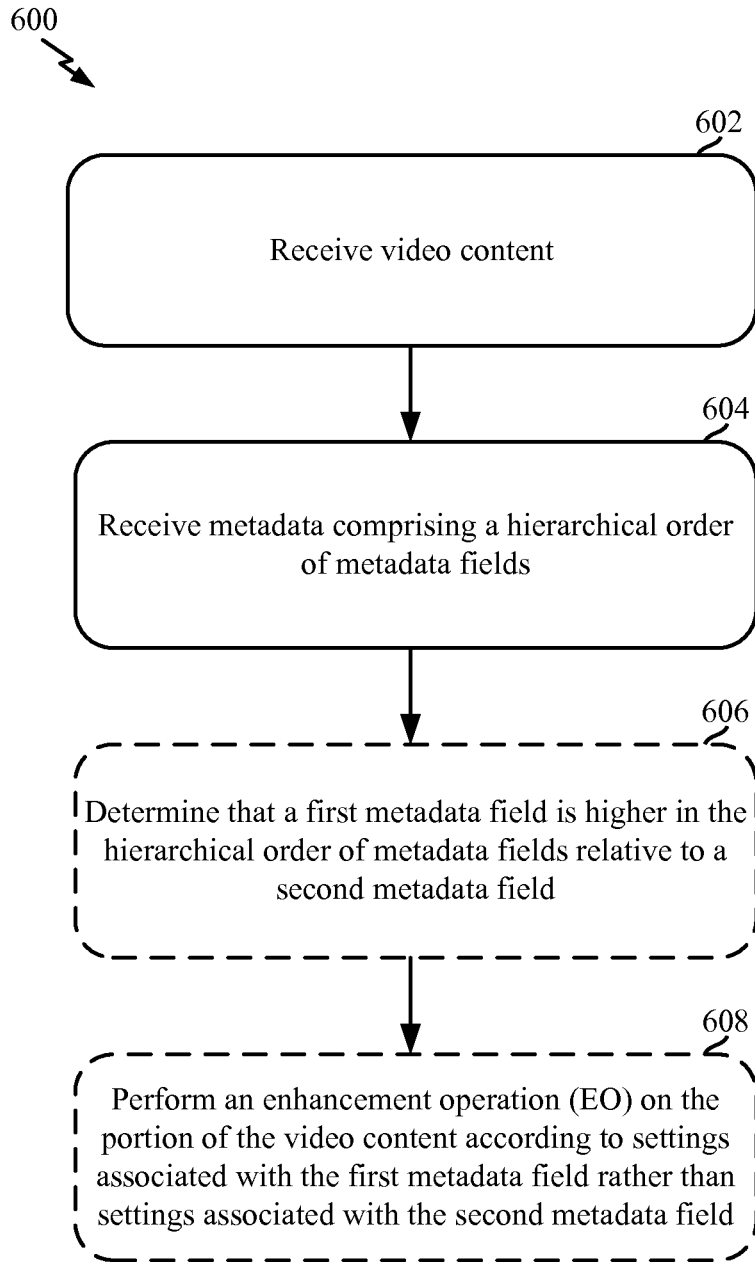 600
602
Receive video content
604
Receive metadata comprising a hierarchical order
of metadata fields
606
Determine that a first metadata field is higher in the
hierarchical order of metadata fields relative to a
second metadata field
608
Perform an enhancement operation (EO) on the
portion of the video content according to settings
associated with the first metadata field rather than
settings associated with the second metadata field